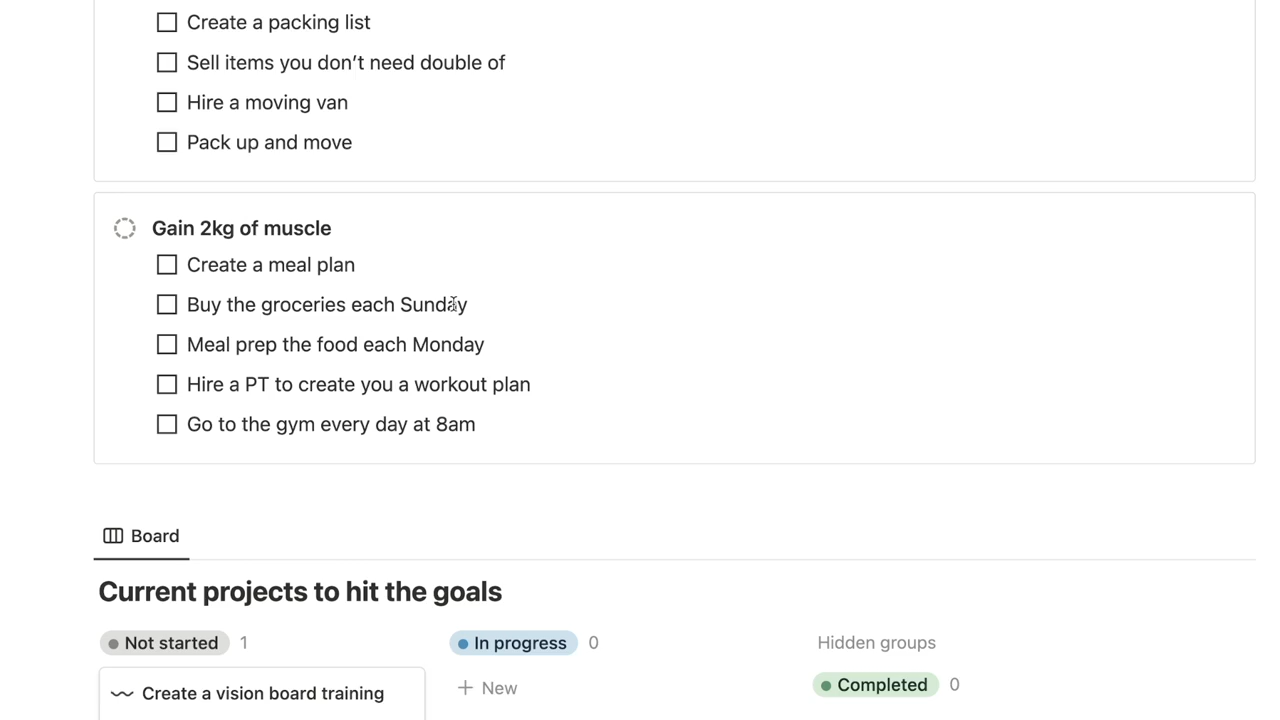 Create a packing list
Sell items you don’t need double of
Hire a moving van
Pack up and move
Gain 2kg of muscle
Create a meal plan
Buy the groceries each Sunday
Meal prep the food each Monday
Hire a PT to create you a workout plan
Go to the gym every day at 8am
Board
Current projects to hit the goals
Not started 1
In progress 0
Hidden groups
Create a vision board training
+ New
Completed 0